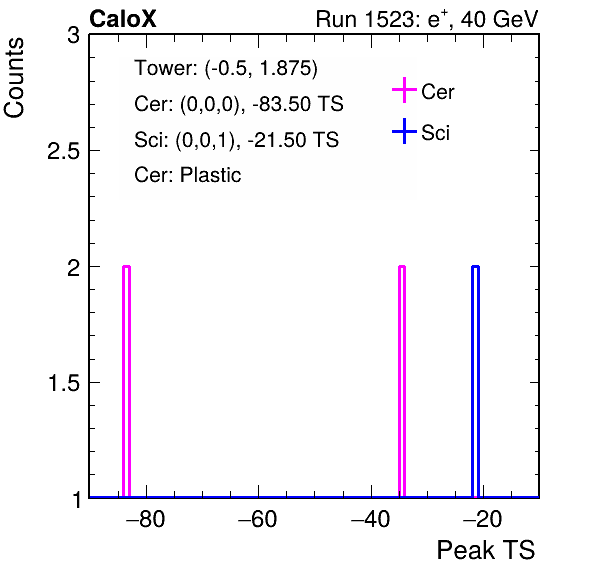 CaloX Run 1523: e⁺, 40 GeV
Counts
3
2.5
2
1.5
1
Tower: (-0.5, 1.875)
Cer: (0,0,0), -83.50 TS
Sci: (0,0,1), -21.50 TS
Cer: Plastic
Cer
Sci
−80 −60 −40 −20
Peak TS